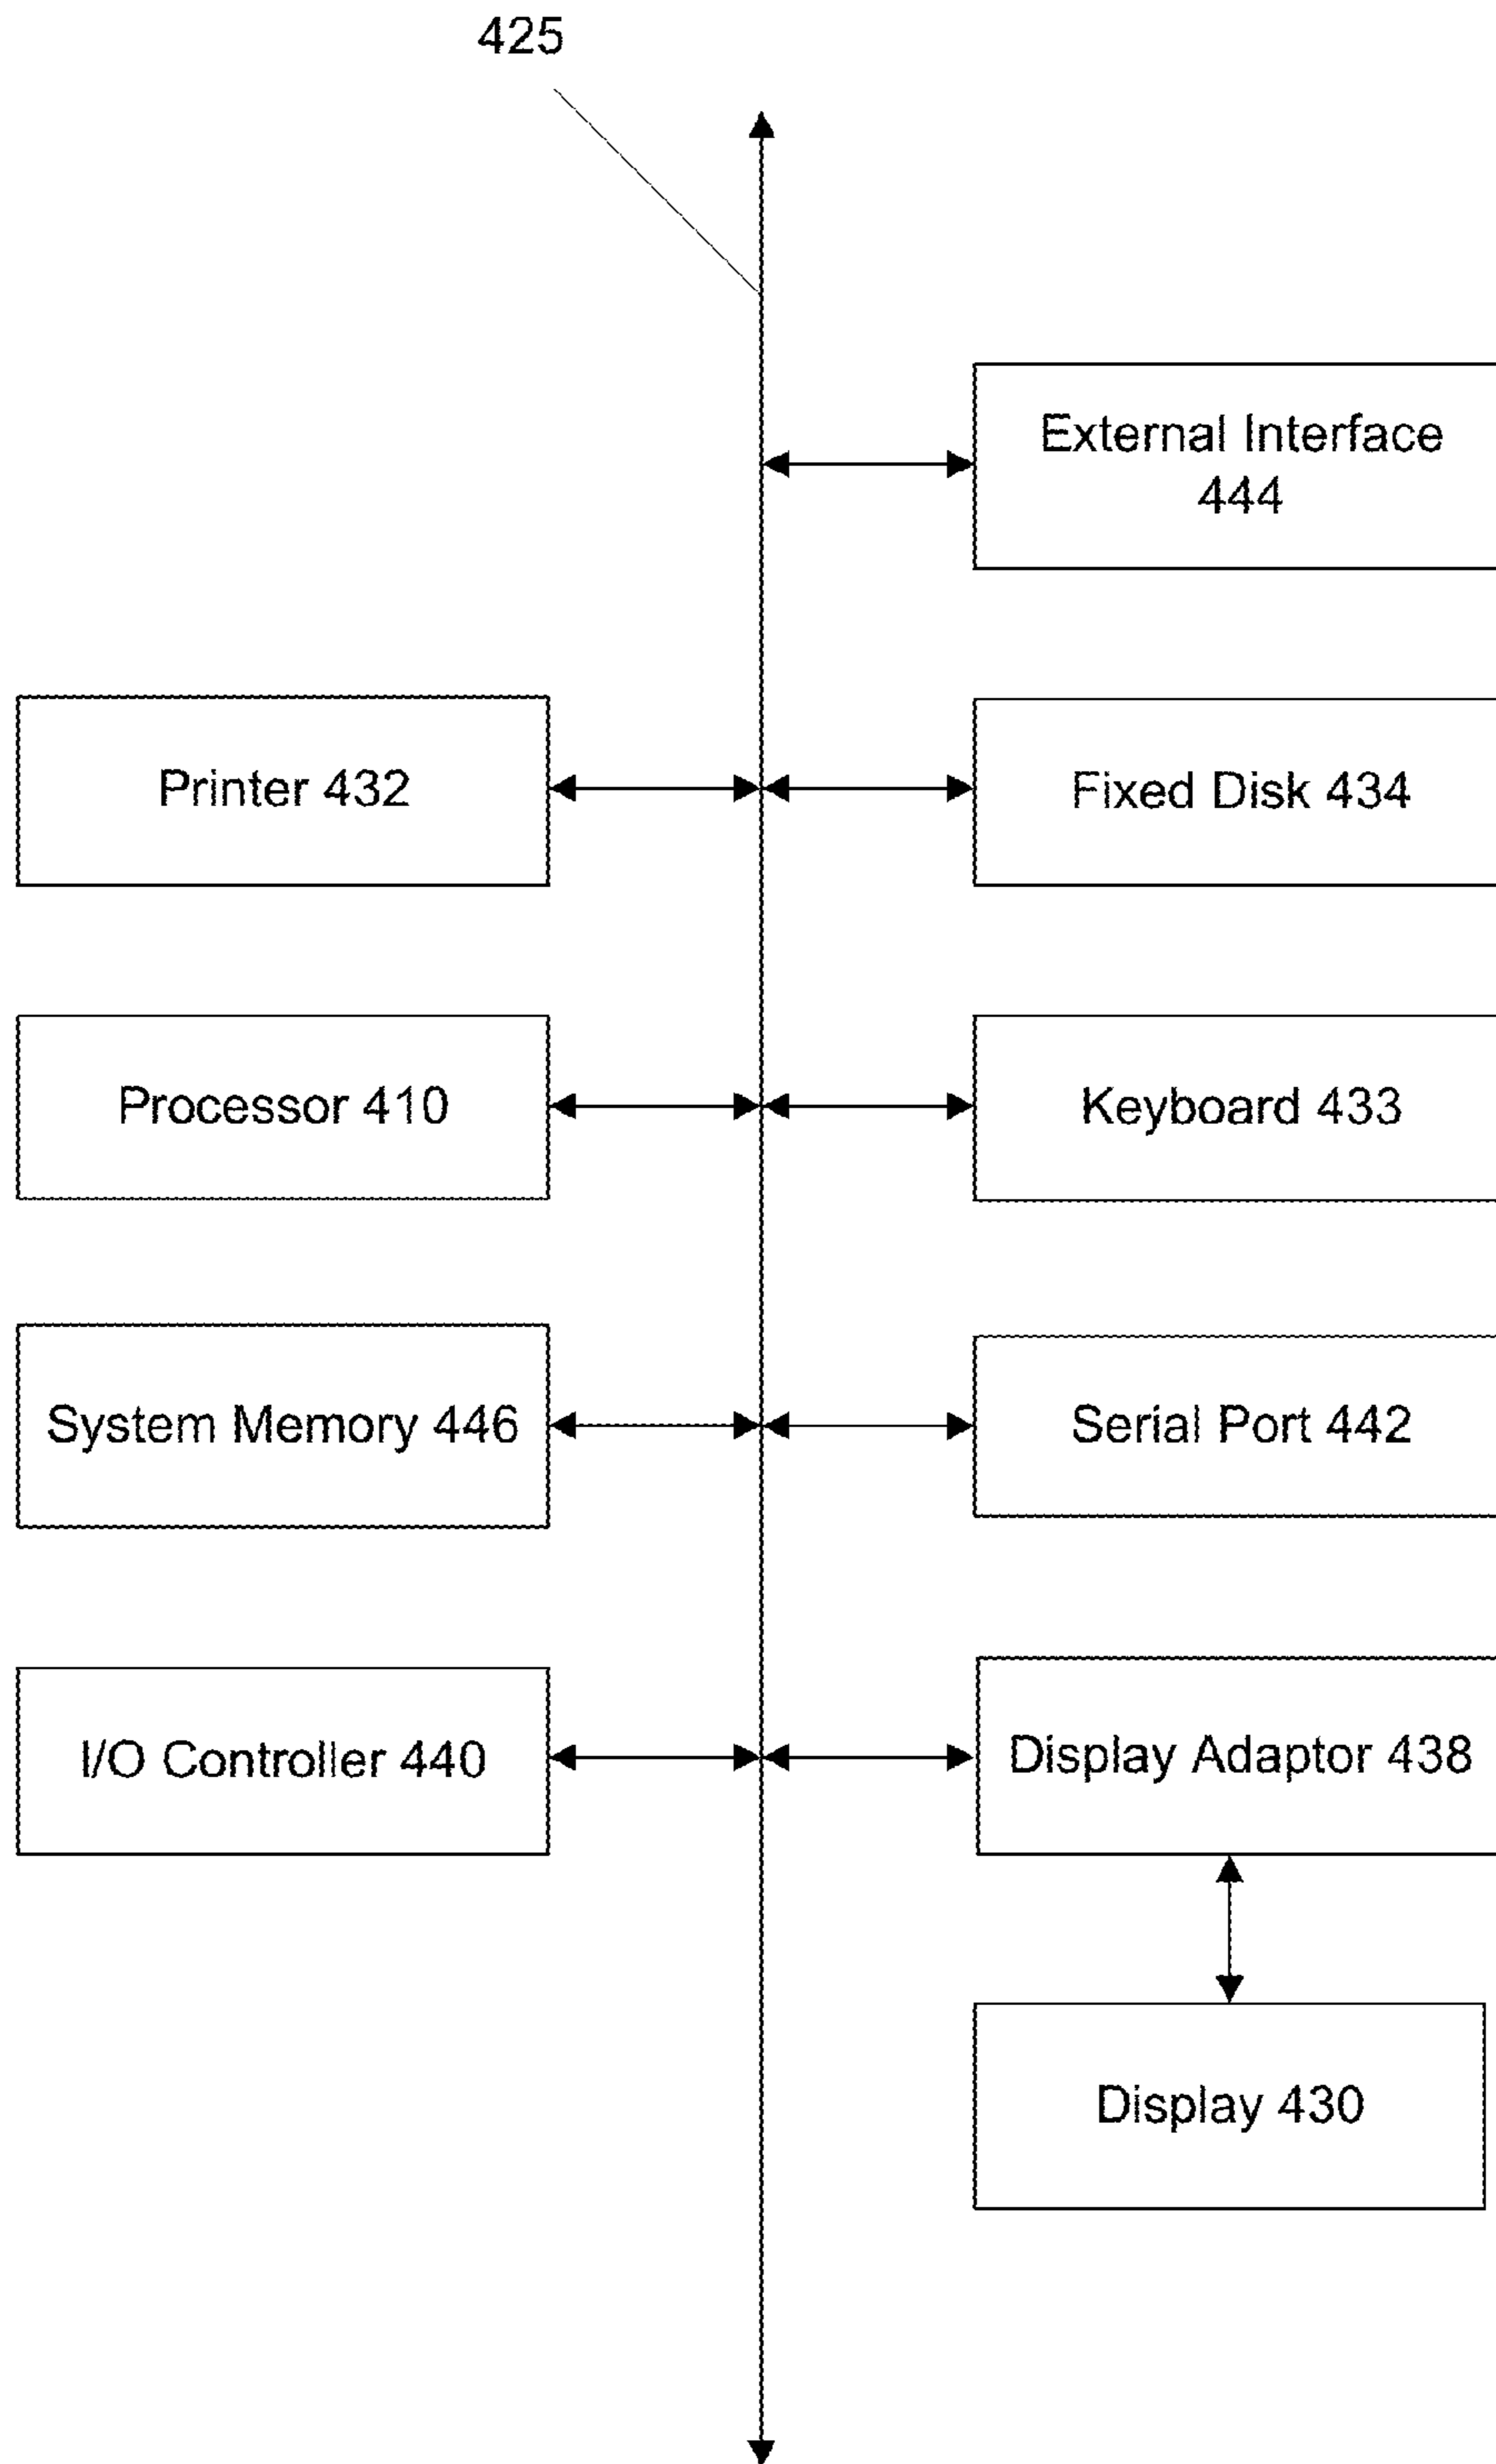 425
External Interface
444
Printer 432
Fixed Disk 434
Processor 410
Keyboard 433
System Memory 446
Serial Port 442
I/O Controller 440
Display Adaptor 438
Display 430